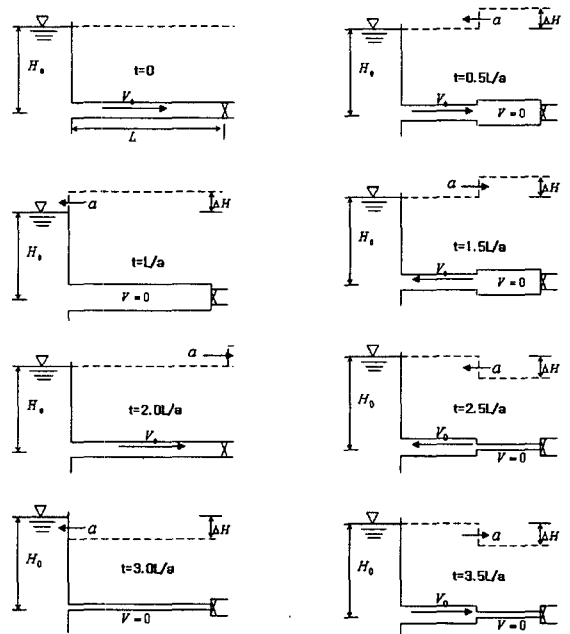 H₀
t=0
V₀
L
a
ΔH
H₀
t=0.5L/a
V₀
V=0
a
ΔH
H₀
t=L/a
V=0
a
ΔH
H₀
t=1.5L/a
V₀
V=0
a
H₀
t=2.0L/a
V₀
a
ΔH
H₀
t=2.5L/a
V₀
V=0
a
ΔH
H₀
t=3.0L/a
V=0
a
ΔH
H₀
t=3.5L/a
V₀
V=0